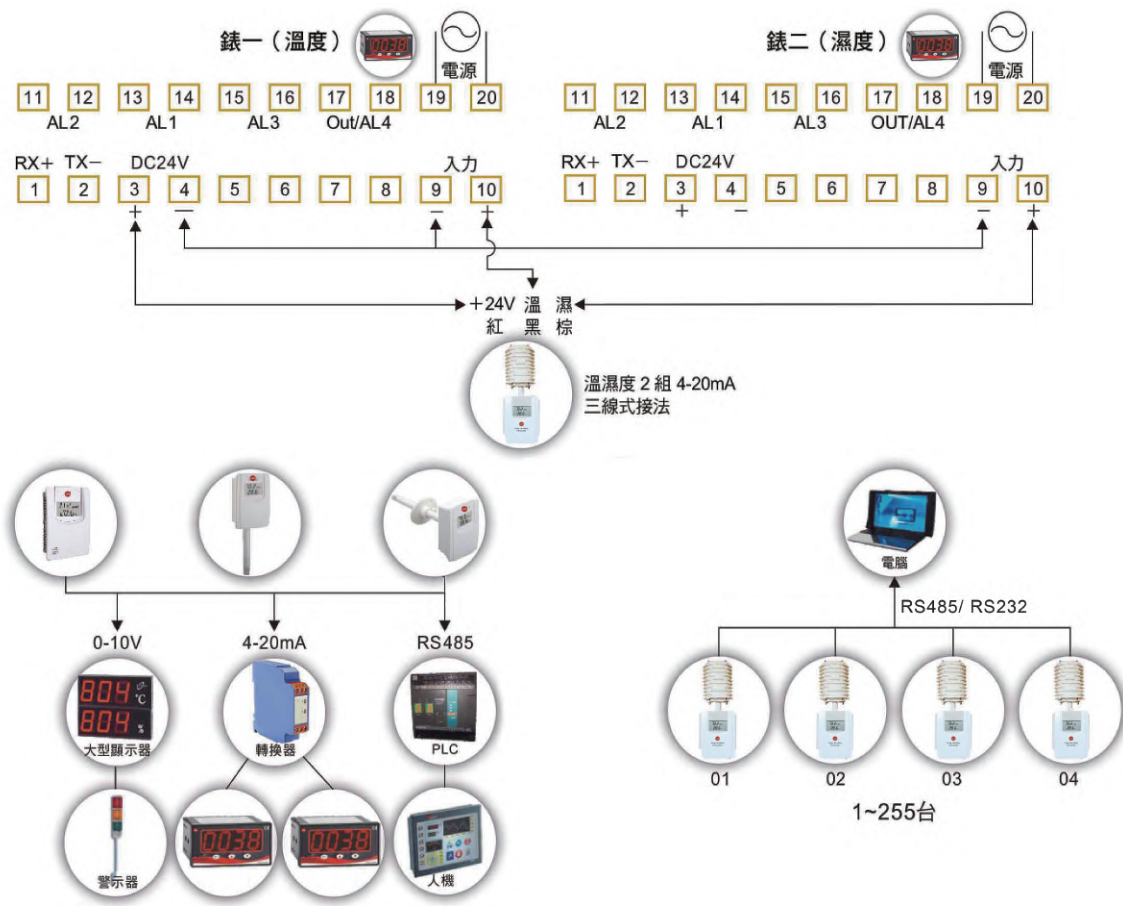 錶一（溫度）
電源
11 12 13 14 15 16 17 18 19 20
AL2 AL1 AL3 Out/AL4
RX+ TX− DC24V 入力
1 2 3 4 5 6 7 8 9 10
+ − − +
錶二（濕度）
電源
11 12 13 14 15 16 17 18 19 20
AL2 AL1 AL3 OUT/AL4
RX+ TX− DC24V 入力
1 2 3 4 5 6 7 8 9 10
+ − − +
+24V 溫 濕
紅 黑 棕
溫濕度 2 組 4-20mA
三線式接法
0-10V 4-20mA RS485
804 °C
804
大型顯示器
轉換器
PLC
警示器
0038
0038
人機
電腦
RS485/ RS232
01 02 03 04
1~255台